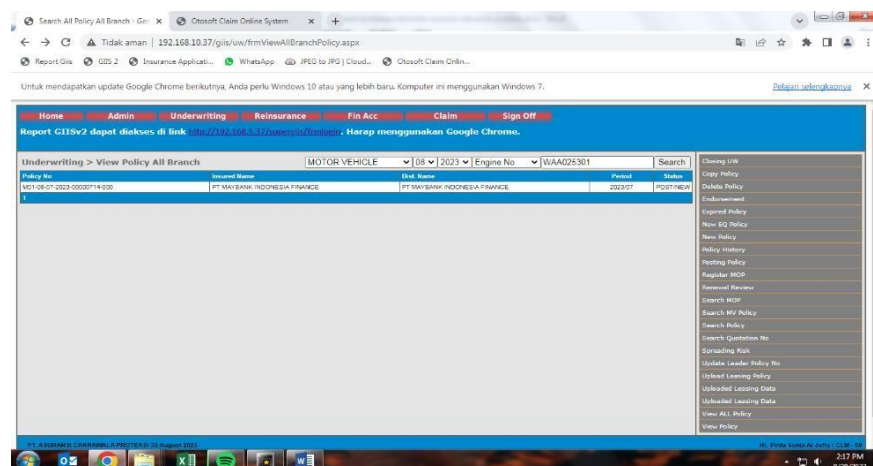 Search All Policy All Branch - Ge
Otosoft Claim Online System
Tidak aman | 192.168.10.37/giis/uw/frmViewAllBranchPolicy.aspx
Report Giis GIIS 2 Insurance Applicati... WhatsApp JPEG to JPG | Cloud... Otosoft Claim Onlin...
Untuk mendapatkan update Google Chrome berikutnya, Anda perlu Windows 10 atau yang lebih baru. Komputer ini menggunakan Windows 7.
Pelajari selengkapnya
Home Admin Underwriting Reinsurance Fin Acc Claim Sign Off
Report GIISv2 dapat diakses di link http://192.168.5.37/supergiis/frmlogin. Harap menggunakan Google Chrome.
Underwriting > View Policy All Branch MOTOR VEHICLE 08 2023 Engine No WAA025301 Search
Policy No Insured Name Dist. Name Period Status
M01-08-07-2023-00000714-000 PT MAYBANK INDONESIA FINANCE PT MAYBANK INDONESIA FINANCE 2023/07 POST/NEW
1
Closing UW
Copy Policy
Delete Policy
Endorsement
Expired Policy
New EQ Policy
New Policy
Policy History
Posting Policy
Register MOP
Renewal Review
Search MOP
Search MV Policy
Search Policy
Search Quotation No
Spreading Risk
Update Leader Policy No
Upload Leasing Policy
Uploaded Leasing Data
Uploaded Leasing Data
View ALL Policy
View Policy
PT ASURANSI CAKRAWALA PROTEKSI 22 August 2023
2:17 PM